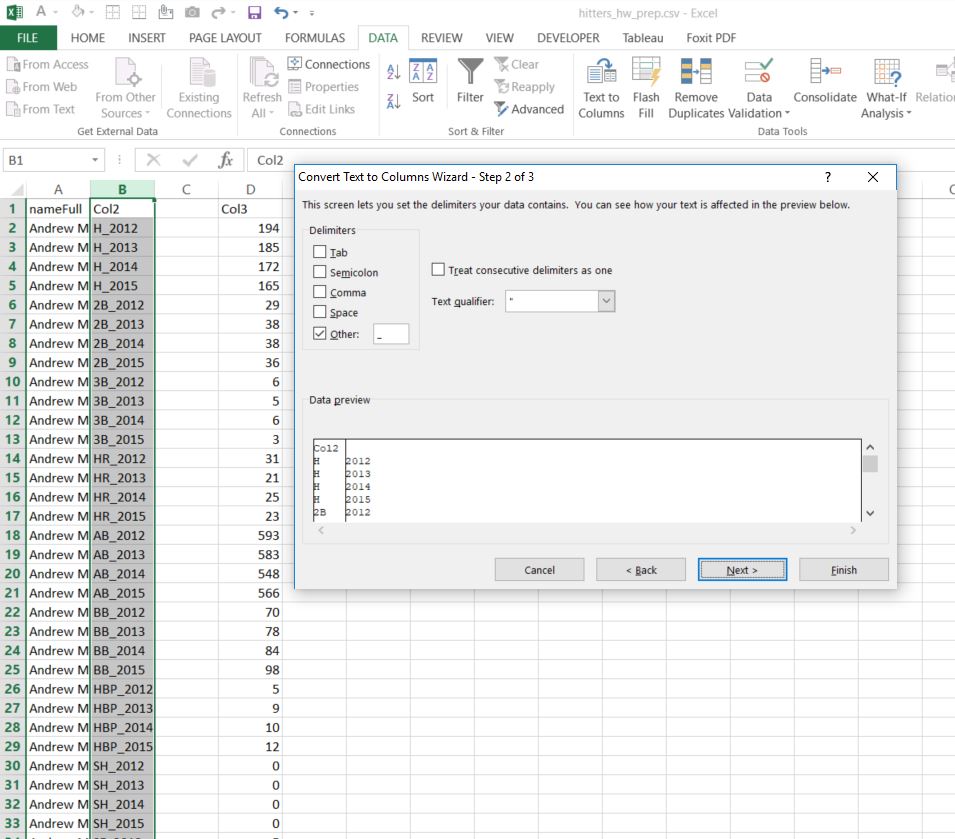 hitters_hw_prep.csv - Excel
FILE HOME INSERT PAGE LAYOUT FORMULAS DATA REVIEW VIEW DEVELOPER Tableau Foxit PDF
From Access
From Web
From Text
From Other Sources
Existing Connections
Get External Data
Refresh All
Connections
Properties
Edit Links
Connections
Sort
Filter
Clear
Reapply
Advanced
Sort & Filter
Text to Columns
Flash Fill
Remove Duplicates
Data Validation
Consolidate
What-If Analysis
Data Tools
B1 fx Col2
A B C D
1 nameFull Col2 Col3
2 Andrew M H_2012 194
3 Andrew M H_2013 185
4 Andrew M H_2014 172
5 Andrew M H_2015 165
6 Andrew M 2B_2012 29
7 Andrew M 2B_2013 38
8 Andrew M 2B_2014 38
9 Andrew M 2B_2015 36
10 Andrew M 3B_2012 6
11 Andrew M 3B_2013 5
12 Andrew M 3B_2014 6
13 Andrew M 3B_2015 3
14 Andrew M HR_2012 31
15 Andrew M HR_2013 21
16 Andrew M HR_2014 25
17 Andrew M HR_2015 23
18 Andrew M AB_2012 593
19 Andrew M AB_2013 583
20 Andrew M AB_2014 548
21 Andrew M AB_2015 566
22 Andrew M BB_2012 70
23 Andrew M BB_2013 78
24 Andrew M BB_2014 84
25 Andrew M BB_2015 98
26 Andrew M HBP_2012 5
27 Andrew M HBP_2013 9
28 Andrew M HBP_2014 10
29 Andrew M HBP_2015 12
30 Andrew M SH_2012 0
31 Andrew M SH_2013 0
32 Andrew M SH_2014 0
33 Andrew M SH_2015 0
Convert Text to Columns Wizard - Step 2 of 3 ?
This screen lets you set the delimiters your data contains. You can see how your text is affected in the preview below.
Delimiters
Tab
Semicolon
Comma
Space
Other: _
Treat consecutive delimiters as one
Text qualifier: "
Data preview
Col2
H 2012
H 2013
H 2014
H 2015
2B 2012
Cancel < Back Next > Finish